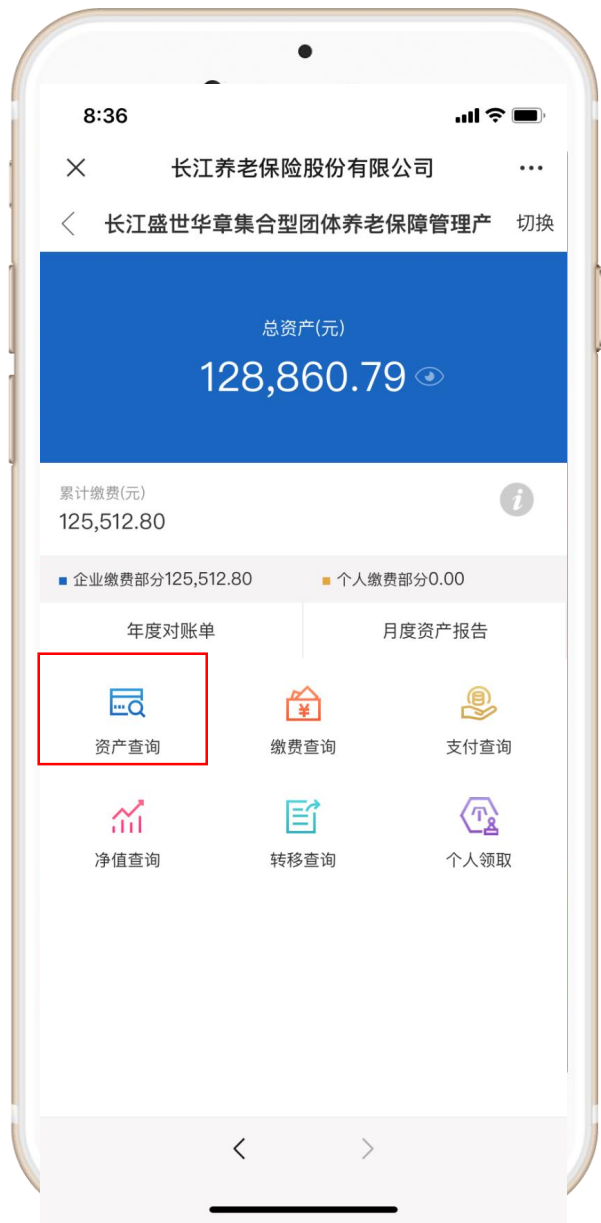 8:36
长江养老保险股份有限公司
长江盛世华章集合型团体养老保障管理产 切换
总资产(元)
128,860.79
累计缴费(元)
125,512.80
企业缴费部分125,512.80 个人缴费部分0.00
年度对账单 月度资产报告
资产查询 缴费查询 支付查询
净值查询 转移查询 个人领取